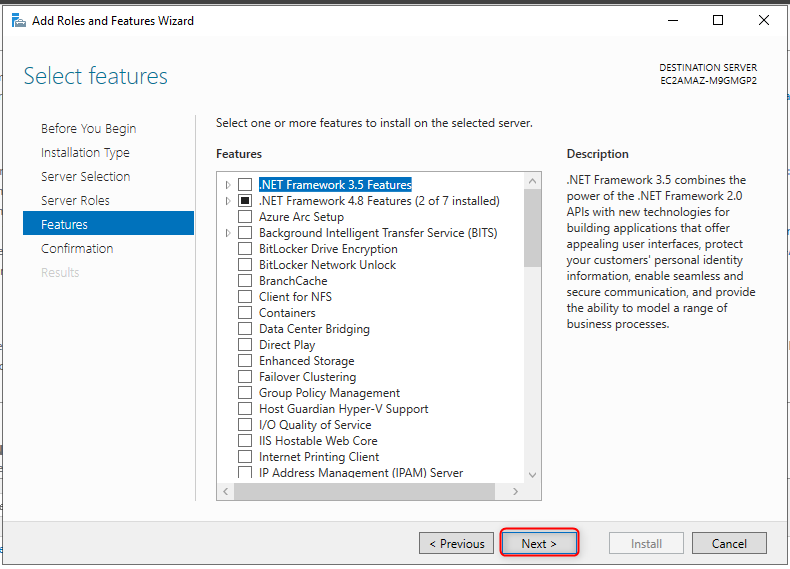 Add Roles and Features Wizard
Select features
DESTINATION SERVER
EC2AMAZ-M9GMGP2
Before You Begin
Installation Type
Server Selection
Server Roles
Features
Confirmation
Results
Select one or more features to install on the selected server.
Features
.NET Framework 3.5 Features
.NET Framework 4.8 Features (2 of 7 installed)
Azure Arc Setup
Background Intelligent Transfer Service (BITS)
BitLocker Drive Encryption
BitLocker Network Unlock
BranchCache
Client for NFS
Containers
Data Center Bridging
Direct Play
Enhanced Storage
Failover Clustering
Group Policy Management
Host Guardian Hyper-V Support
I/O Quality of Service
IIS Hostable Web Core
Internet Printing Client
IP Address Management (IPAM) Server
Description
.NET Framework 3.5 combines the
power of the .NET Framework 2.0
APIs with new technologies for
building applications that offer
appealing user interfaces, protect
your customers' personal identity
information, enable seamless and
secure communication, and provide
the ability to model a range of
business processes.
< Previous
Next >
Install
Cancel